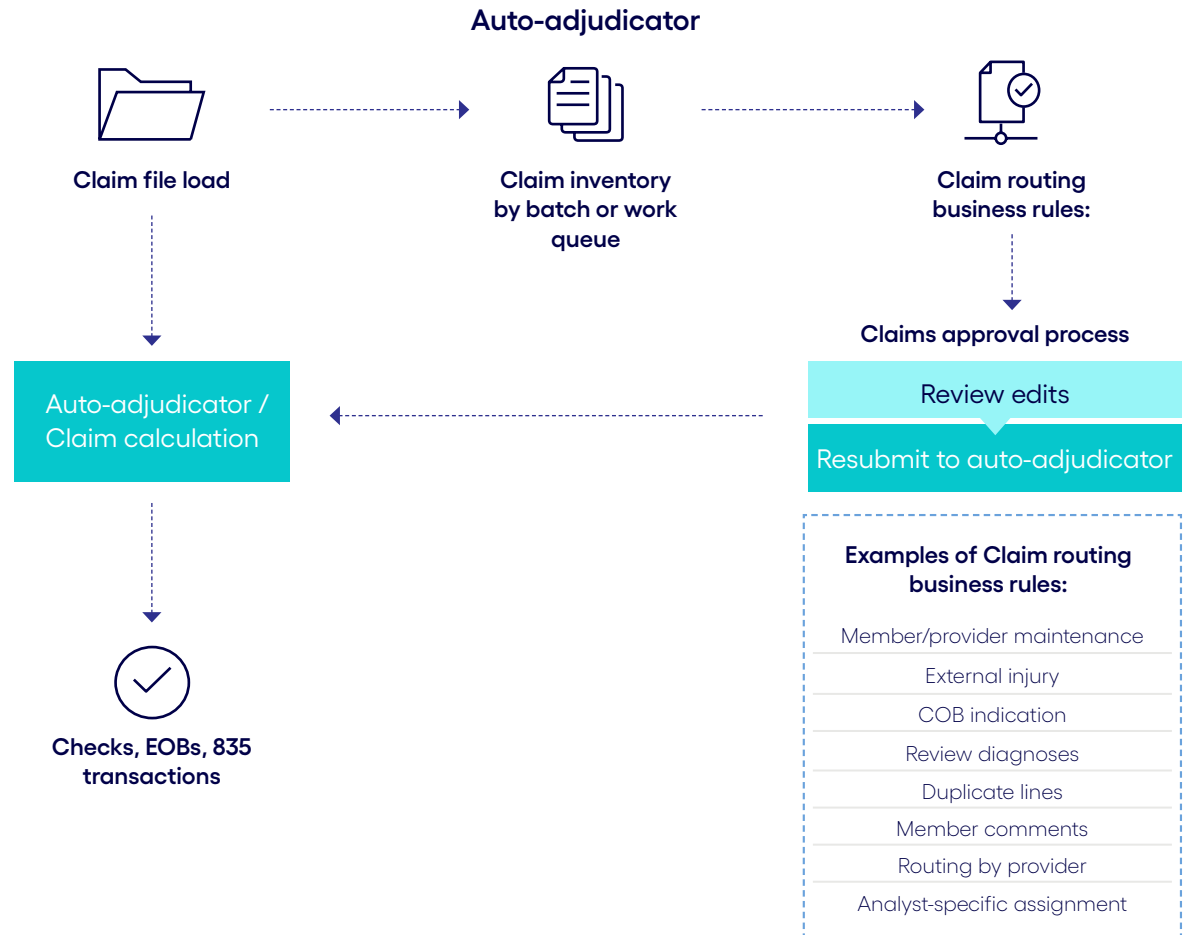 Auto-adjudicator
Claim file load
Claim inventory
by batch or work
queue
Claim routing
business rules:
Claims approval process
Review edits
Resubmit to auto-adjudicator
Auto-adjudicator /
Claim calculation
Checks, EOBs, 835
transactions
Examples of Claim routing
business rules:
Member/provider maintenance
External injury
COB indication
Review diagnoses
Duplicate lines
Member comments
Routing by provider
Analyst-specific assignment